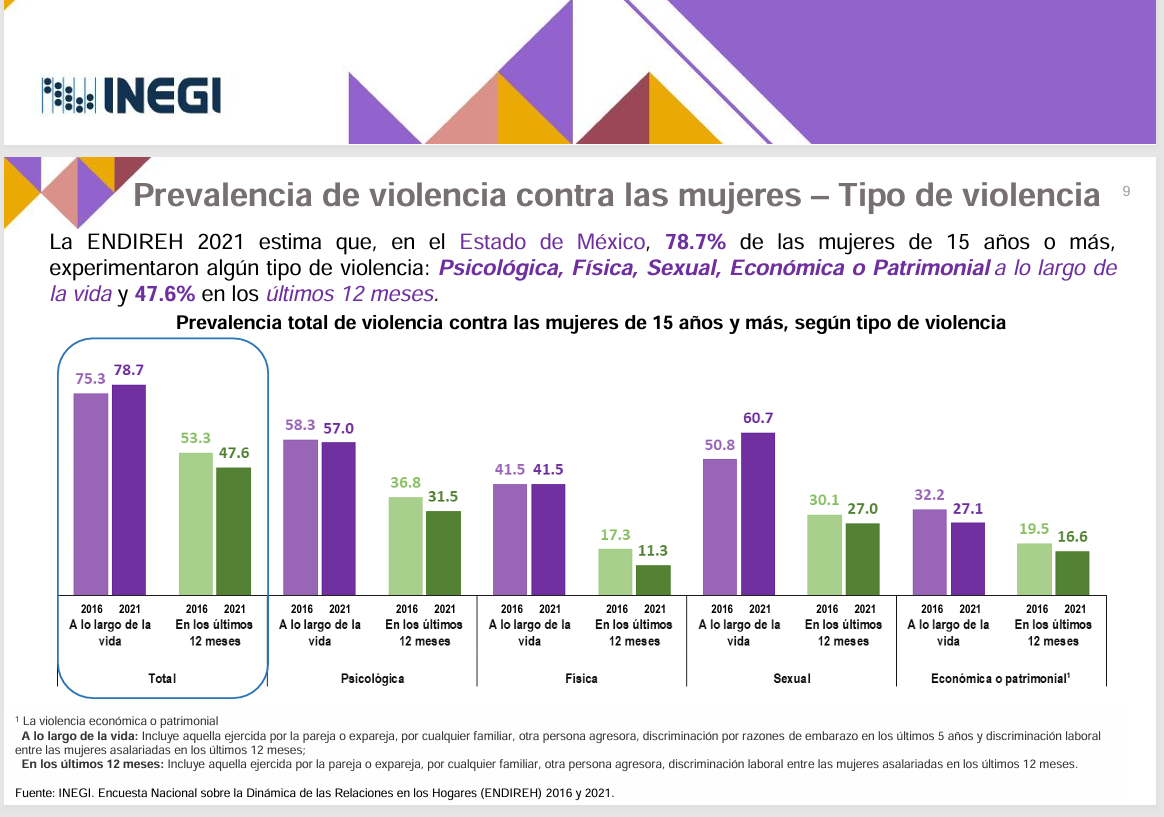 INEGI
Prevalencia de violencia contra las mujeres – Tipo de violencia
9
La ENDIREH 2021 estima que, en el Estado de México, 78.7% de las mujeres de 15 años o más,
experimentaron algún tipo de violencia: Psicológica, Física, Sexual, Económica o Patrimonial a lo largo de
la vida y 47.6% en los últimos 12 meses.
Prevalencia total de violencia contra las mujeres de 15 años y más, según tipo de violencia
75.3 78.7 53.3 47.6 58.3 57.0 36.8 31.5 41.5 41.5 17.3 11.3 50.8 60.7 30.1 27.0 32.2 27.1 19.5 16.6
2016 2021 2016 2021 2016 2021 2016 2021 2016 2021 2016 2021 2016 2021 2016 2021 2016 2021 2016 2021
A lo largo de la En los últimos A lo largo de la En los últimos A lo largo de la En los últimos A lo largo de la En los últimos A lo largo de la En los últimos
vida 12 meses vida 12 meses vida 12 meses vida 12 meses vida 12 meses
Total Psicológica Física Sexual Económica o patrimonial¹
¹ La violencia económica o patrimonial
A lo largo de la vida: Incluye aquella ejercida por la pareja o expareja, por cualquier familiar, otra persona agresora, discriminación por razones de embarazo en los últimos 5 años y discriminación laboral
entre las mujeres asalariadas en los últimos 12 meses;
En los últimos 12 meses: Incluye aquella ejercida por la pareja o expareja, por cualquier familiar, otra persona agresora, discriminación laboral entre las mujeres asalariadas en los últimos 12 meses.
Fuente: INEGI. Encuesta Nacional sobre la Dinámica de las Relaciones en los Hogares (ENDIREH) 2016 y 2021.